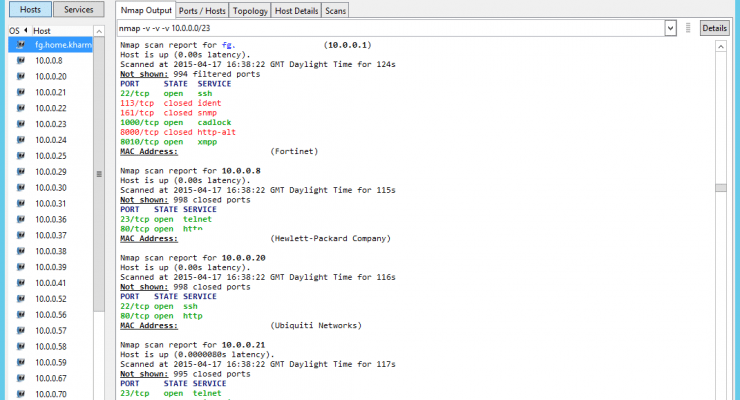 Hosts Services
OS Host
fg.home.kharm
10.0.0.8
10.0.0.20
10.0.0.21
10.0.0.22
10.0.0.23
10.0.0.24
10.0.0.25
10.0.0.29
10.0.0.30
10.0.0.31
10.0.0.36
10.0.0.37
10.0.0.38
10.0.0.39
10.0.0.41
10.0.0.52
10.0.0.56
10.0.0.57
10.0.0.58
10.0.0.59
10.0.0.67
10.0.0.70
Nmap Output Ports / Hosts Topology Host Details Scans
nmap -v -v -v 10.0.0.0/23 Details
Nmap scan report for fg. (10.0.0.1)
Host is up (0.00s latency).
Scanned at 2015-04-17 16:38:22 GMT Daylight Time for 124s
Not shown: 994 filtered ports
PORT STATE SERVICE
22/tcp open ssh
113/tcp closed ident
161/tcp closed snmp
1000/tcp open cadlock
8000/tcp closed http-alt
8010/tcp open xmpp
MAC Address: (Fortinet)
Nmap scan report for 10.0.0.8
Host is up (0.00s latency).
Scanned at 2015-04-17 16:38:22 GMT Daylight Time for 115s
Not shown: 998 closed ports
PORT STATE SERVICE
23/tcp open telnet
80/tcp open http
MAC Address: (Hewlett-Packard Company)
Nmap scan report for 10.0.0.20
Host is up (0.00s latency).
Scanned at 2015-04-17 16:38:22 GMT Daylight Time for 116s
Not shown: 998 closed ports
PORT STATE SERVICE
22/tcp open ssh
80/tcp open http
MAC Address: (Ubiquiti Networks)
Nmap scan report for 10.0.0.21
Host is up (0.0000080s latency).
Scanned at 2015-04-17 16:38:22 GMT Daylight Time for 117s
Not shown: 995 closed ports
PORT STATE SERVICE
23/tcp open telnet